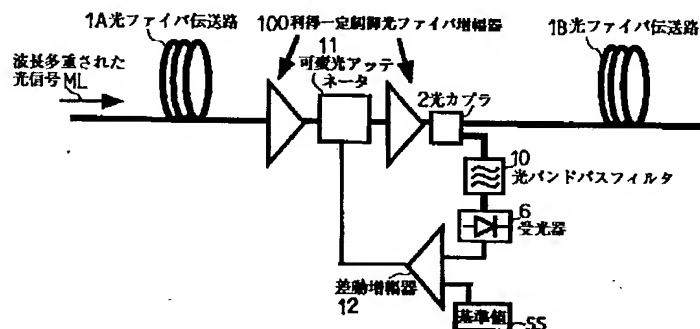 1A光ファイバ伝送路
100利得一定制御光ファイバ増幅器
1B光ファイバ伝送路
波長多重された
光信号ML
11
可変光アッテ
ネータ
2光カプラ
10
光バンドパスフィルタ
6
受光器
差動増幅器
12
基準値
SS